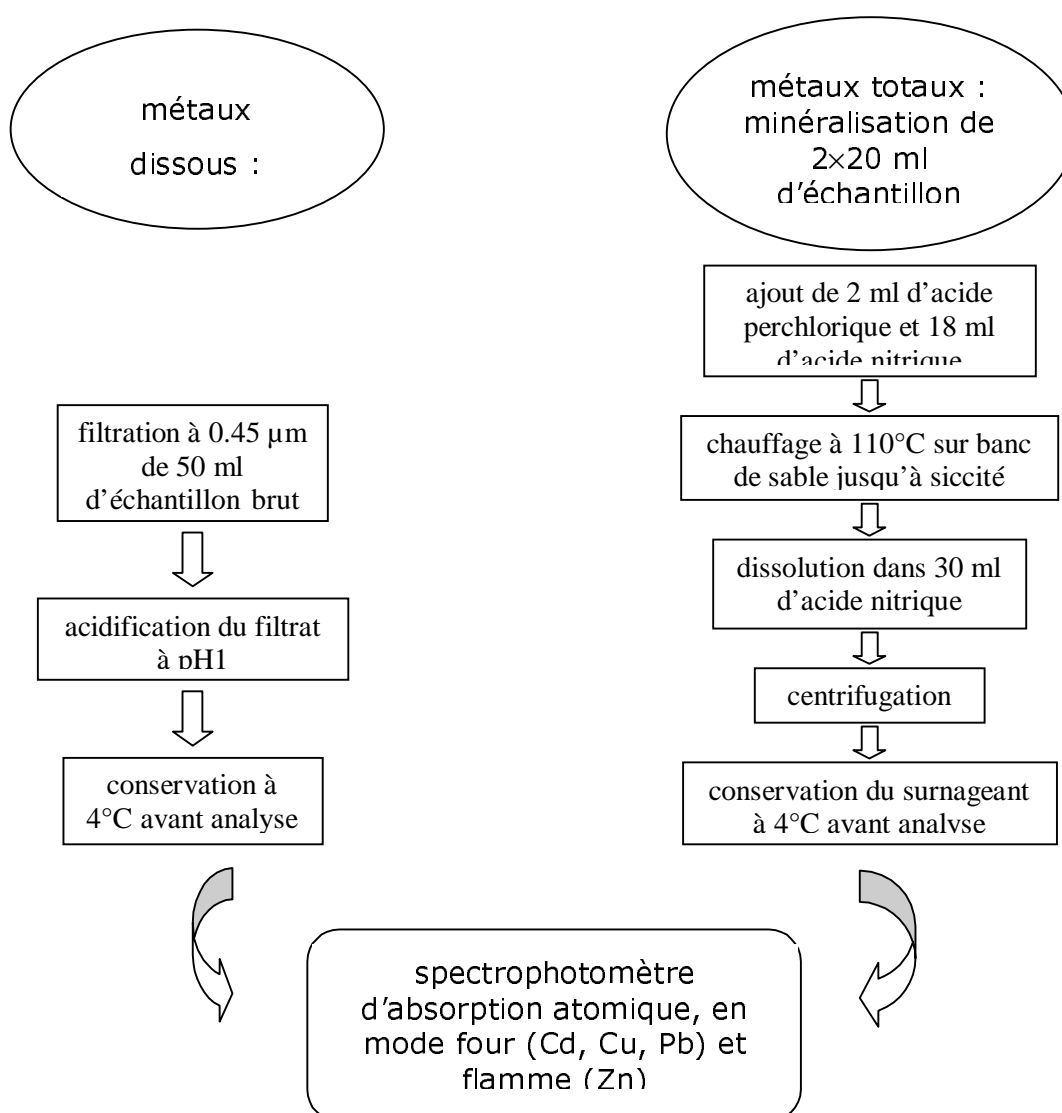 métaux
dissous :
filtration à 0.45 µm
de 50 ml
d'échantillon brut
acidification du filtrat
à pH1
conservation à
4°C avant analyse
métaux totaux :
minéralisation de
2×20 ml
d'échantillon
ajout de 2 ml d'acide
perchlorique et 18 ml
d'acide nitrique
chauffage à 110°C sur banc
de sable jusqu'à siccité
dissolution dans 30 ml
d'acide nitrique
centrifugation
conservation du surnageant
à 4°C avant analyse
spectrophotomètre
d'absorption atomique, en
mode four (Cd, Cu, Pb) et
flamme (Zn)